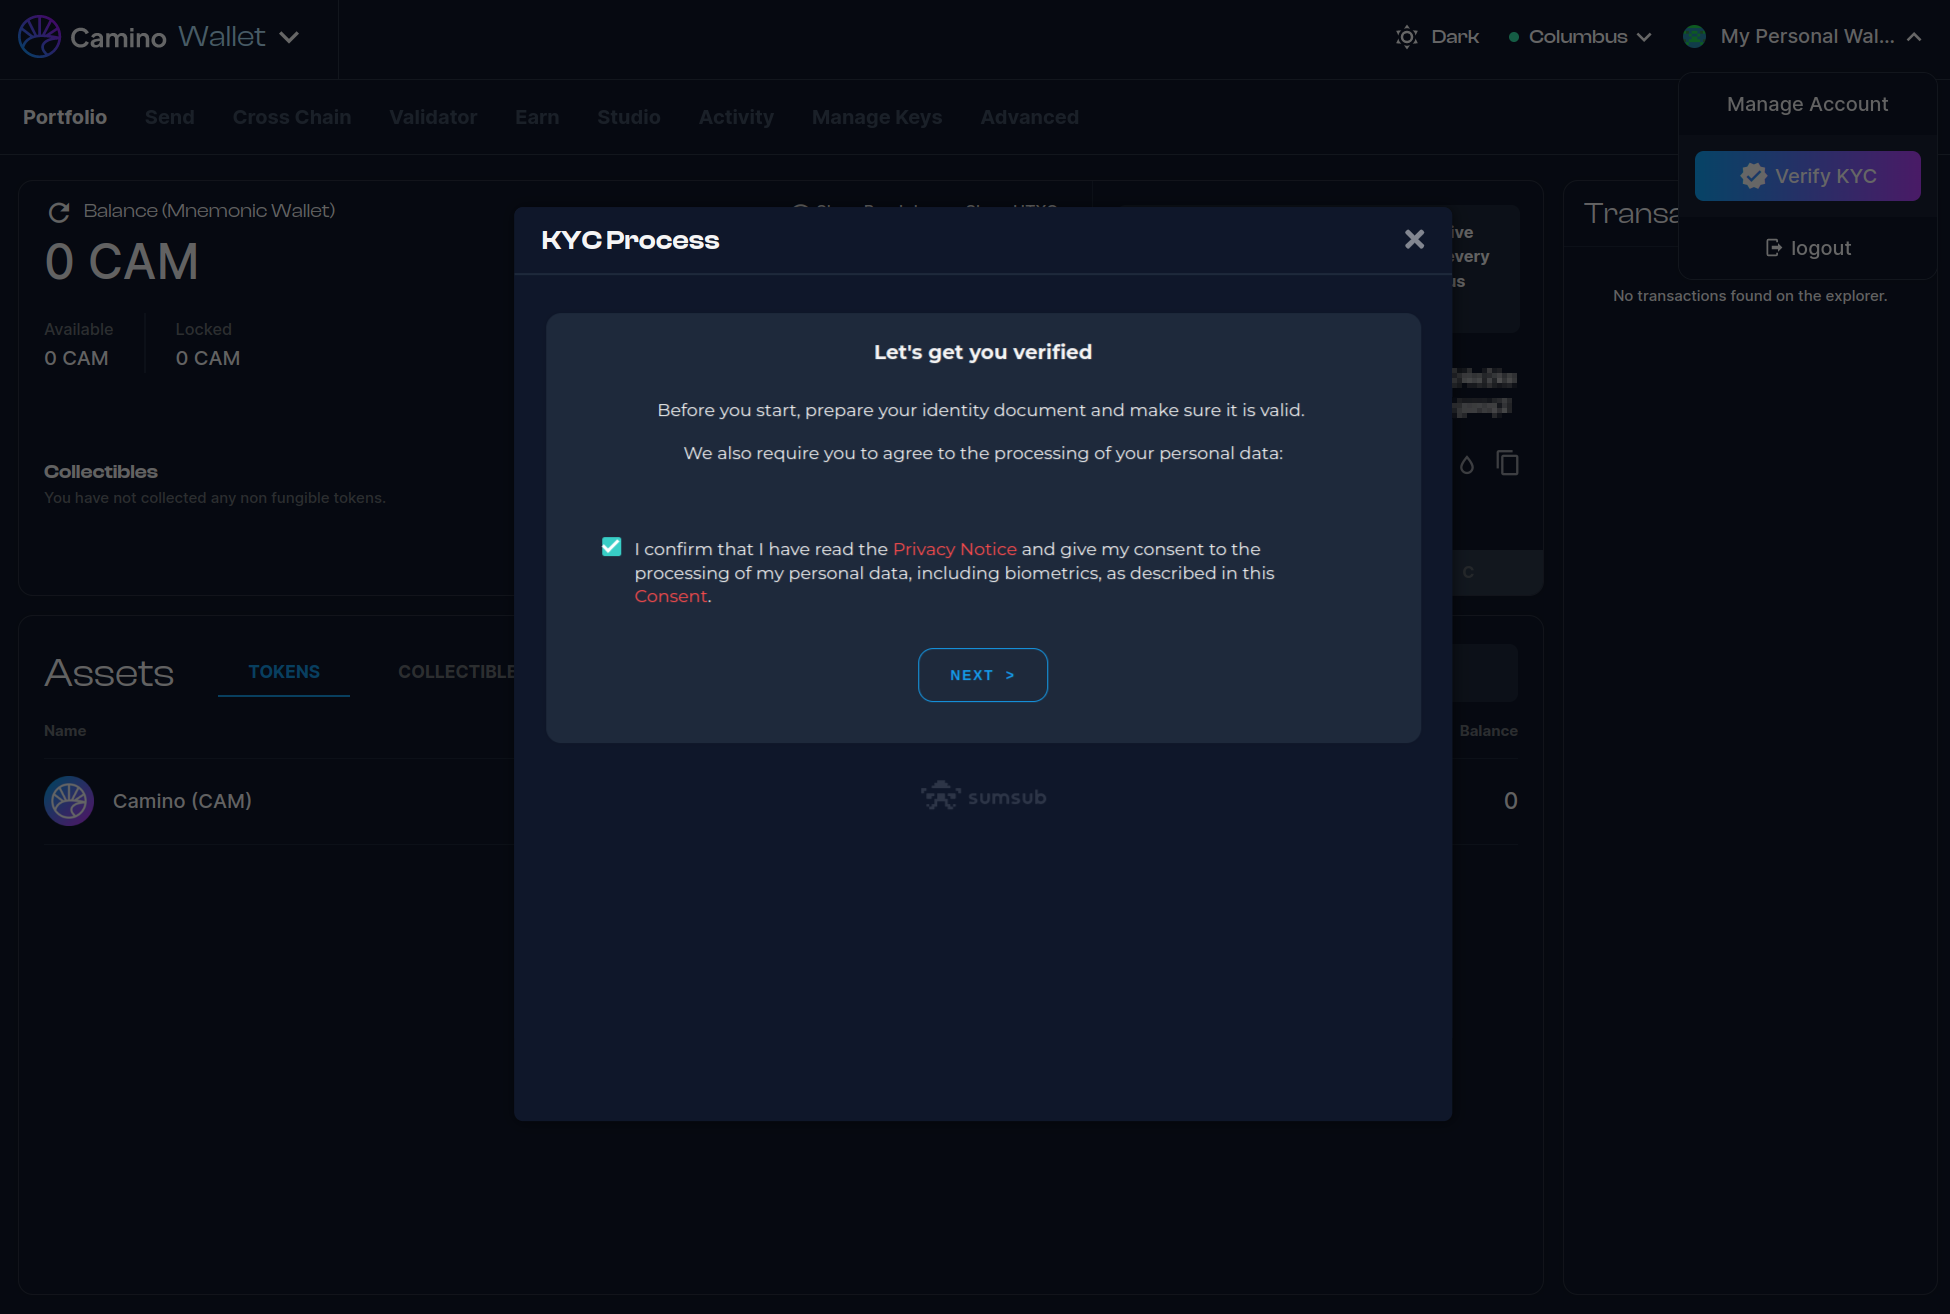 Camino Wallet
Dark
Columbus
My Personal Wal...
Portfolio
Send
Cross Chain
Validator
Earn
Studio
Activity
Manage Keys
Advanced
Manage Account
Verify KYC
logout
Balance (Mnemonic Wallet)
0 CAM
Available
Locked
0 CAM
0 CAM
Collectibles
You have not collected any non fungible tokens.
KYC Process
Let's get you verified
Before you start, prepare your identity document and make sure it is valid.
We also require you to agree to the processing of your personal data:
I confirm that I have read the Privacy Notice and give my consent to the
processing of my personal data, including biometrics, as described in this
Consent.
NEXT >
sumsub
C
No transactions found on the explorer.
Assets
TOKENS
Name
Balance
Camino (CAM)
0